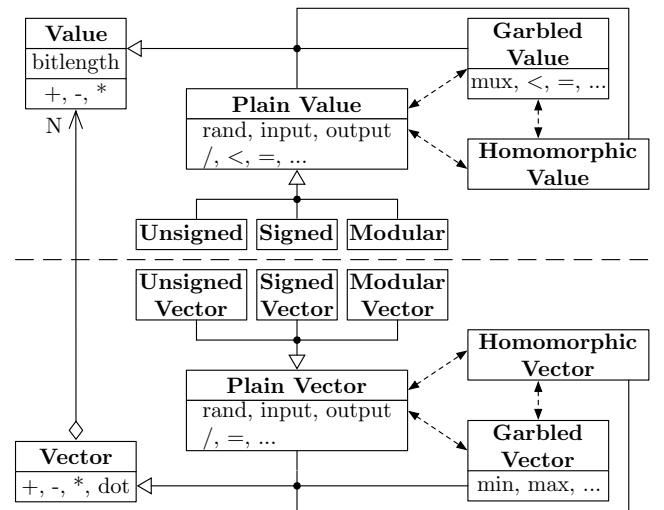 Value
bitlength
+, -, *
N
Garbled
Value
mux, <, =, ...
Plain Value
rand, input, output
/, <, =, ...
Homomorphic
Value
Unsigned
Signed
Modular
Unsigned
Vector
Signed
Vector
Modular
Vector
Homomorphic
Vector
Plain Vector
rand, input, output
/, =, ...
Vector
+, -, *, dot
Garbled
Vector
min, max, ...